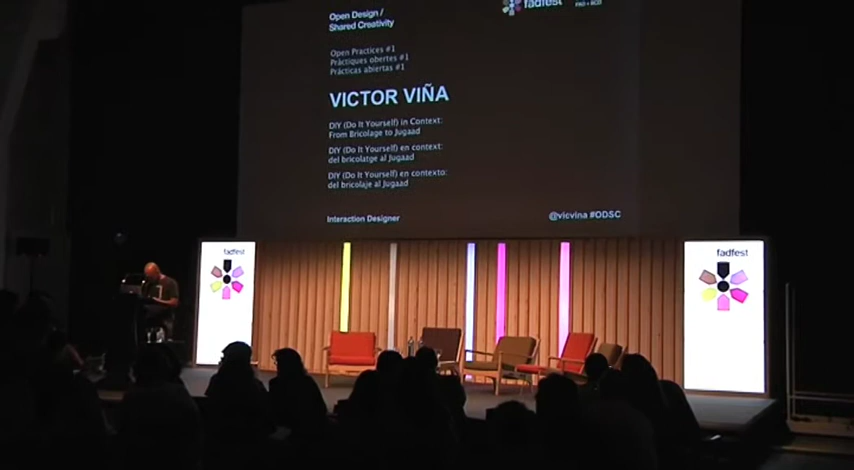 Open Design /
Shared Creativity
fadfest
FAD + BCD
Open Practices #1
Pràctiques obertes #1
Prácticas abiertas #1
VICTOR VIÑA
DIY (Do It Yourself) in Context:
From Bricolage to Jugaad
DIY (Do It Yourself) en context:
del bricolatge al Jugaad
DIY (Do It Yourself) en contexto:
del bricolaje al Jugaad
Interaction Designer
@vicvina #ODSC
fadfest
fadfest